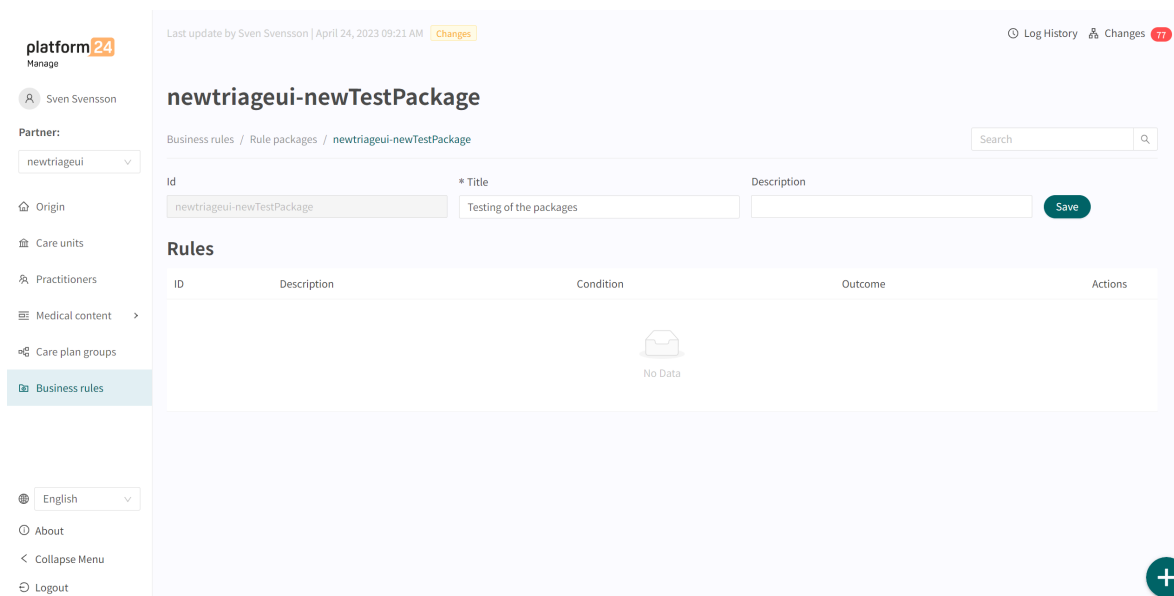 Last update by Sven Svensson | April 24, 2023 09:21 AM Changes
Log History Changes 77
platform24
Manage
Sven Svensson
newtriageui-newTestPackage
Partner:
newtriageui
Business rules / Rule packages / newtriageui-newTestPackage
Search
Id
* Title
Description
newtriageui-newTestPackage
Testing of the packages
Save
Origin
Care units
Practitioners
Medical content
Care plan groups
Business rules
Rules
ID Description Condition Outcome Actions
No Data
English
About
Collapse Menu
Logout